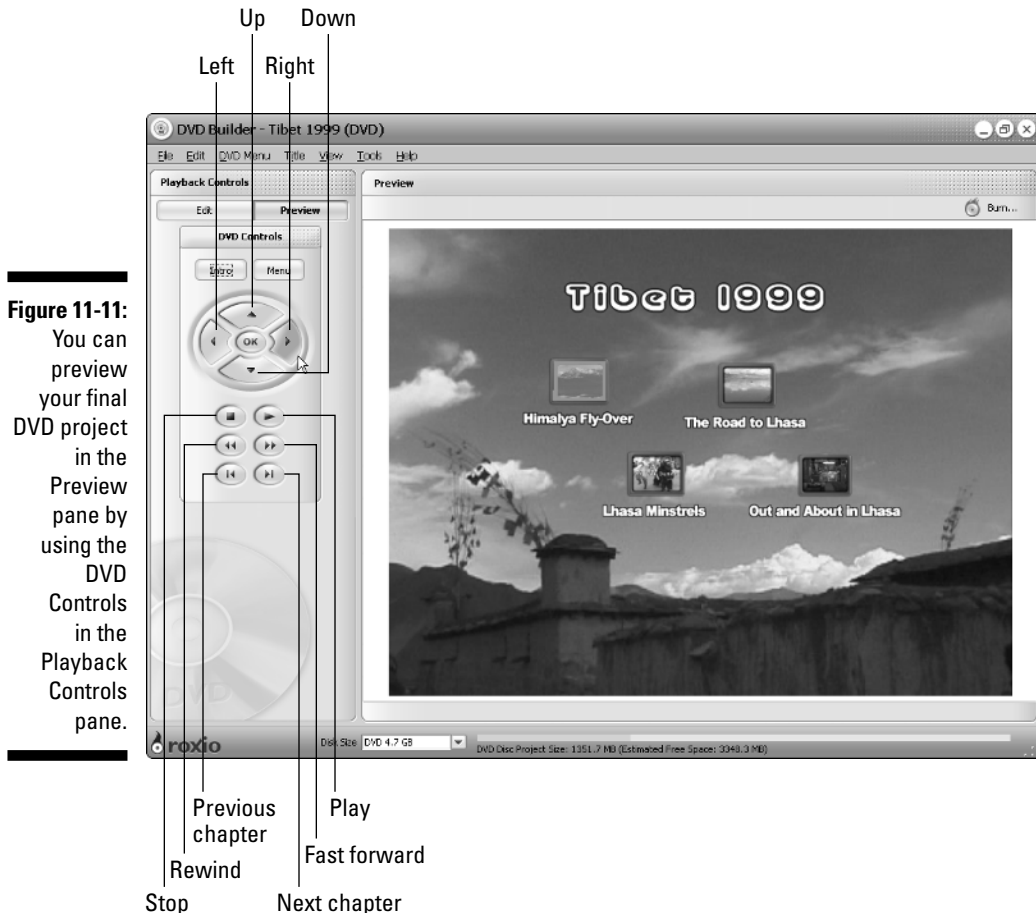 Up Down
Left Right
DVD Builder - Tibet 1999 (DVD)
File Edit DVD Menu Title View Tools Help
Playback Controls
Preview
Edit Preview
Burn...
DVD Controls
Intro Menu
OK
Tibet 1999
Himalya Fly-Over
The Road to Lhasa
Lhasa Minstrels
Out and About in Lhasa
DVD
roxio
Disk Size DVD 4.7 GB
DVD Disc Project Size: 1351.7 MB (Estimated Free Space: 3348.3 MB)
Figure 11-11:
You can
preview
your final
DVD project
in the
Preview
pane by
using the
DVD
Controls
in the
Playback
Controls
pane.
Previous
chapter
Play
Rewind
Fast forward
Stop
Next chapter